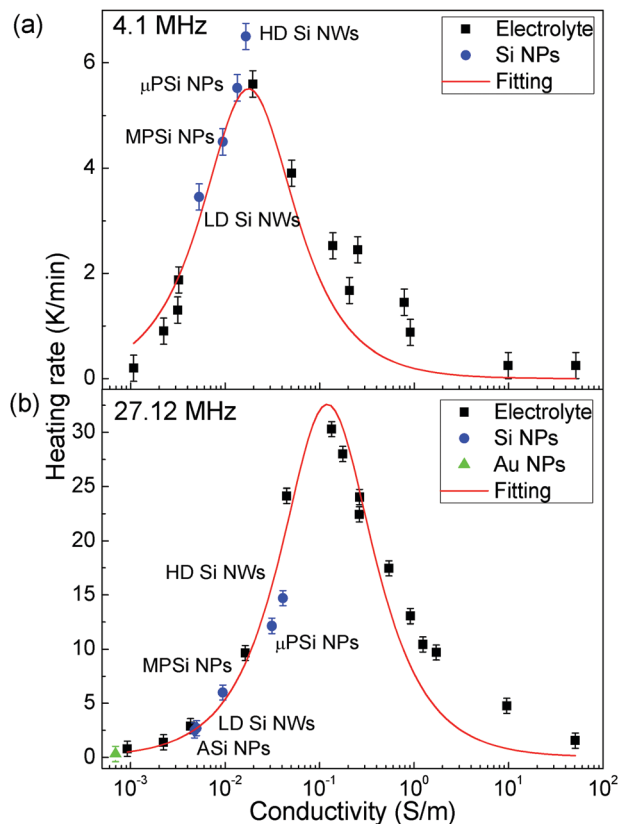 (a)
4.1 MHz
HD Si NWs
μPSi NPs
MPSi NPs
LD Si NWs
Electrolyte
Si NPs
Fitting
6
4
2
0
Heating rate (K/min)
(b)
27.12 MHz
Electrolyte
Si NPs
Au NPs
Fitting
HD Si NWs
μPSi NPs
MPSi NPs
LD Si NWs
ASi NPs
30
25
20
15
10
5
0
10⁻³ 10⁻² 10⁻¹ 10⁰ 10¹ 10²
Conductivity (S/m)